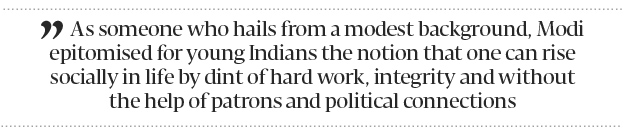 ” As someone who hails from a modest background, Modi
epitomised for young Indians the notion that one can rise
socially in life by dint of hard work, integrity and without
the help of patrons and political connections